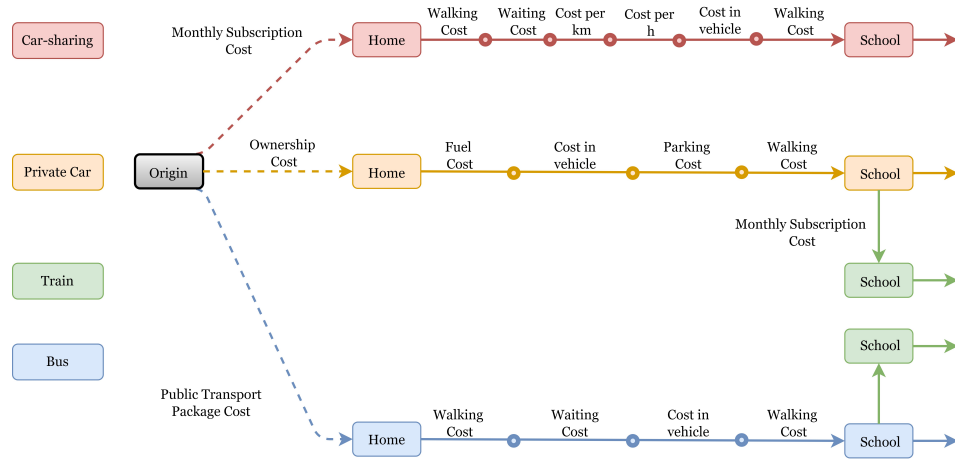 Car-sharing
Monthly Subscription
Cost
Home
Walking
Cost
Waiting
Cost
Cost per
km
Cost per
h
Cost in
vehicle
Walking
Cost
School
Private Car
Origin
Ownership
Cost
Home
Fuel
Cost
Cost in
vehicle
Parking
Cost
Walking
Cost
School
Monthly Subscription
Cost
Train
School
School
Bus
Public Transport
Package Cost
Home
Walking
Cost
Waiting
Cost
Cost in
vehicle
Walking
Cost
School